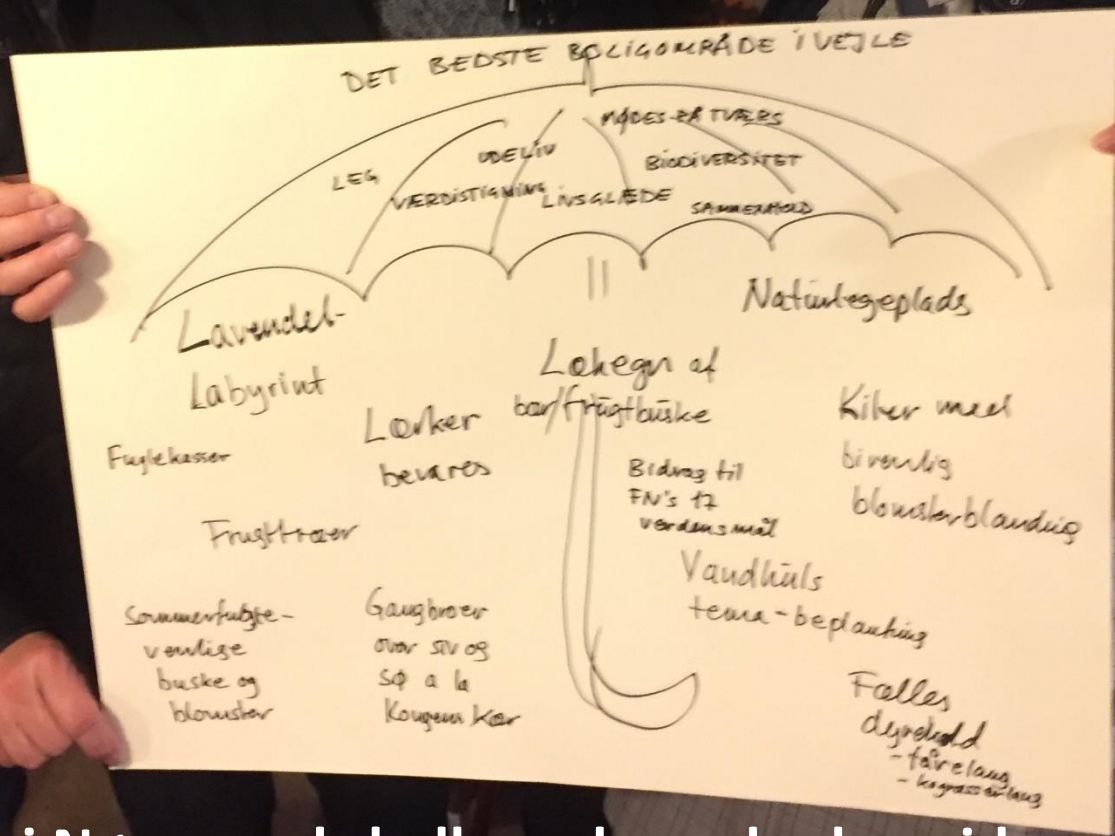 DET BEDSTE BOLIGOMRÅDE I VEJLE
MØDES PÅ TVÆRS
UDELIV
BIODIVERSITET
LEG
VÆRDISTIGNING
LIVSGLÆDE
SAMMENHOLD
Lavendel-
Labyrint
Naturlegeplads
Løhegn af
bær/frugtbuske
Lærker
bevares
Kiler med
bivenlig
blomsterblanding
Fuglekasser
Bidrag til
FN's 17
verdensmål
Frugttræer
Vandhuls
tema-beplantning
Sommerfugle-
venlige
buske og
blomster
Gangbroer
over siv og
sø a la
Kongens Kær
Fælles
dyrehold
- fårelaug
- kogræsserlaug